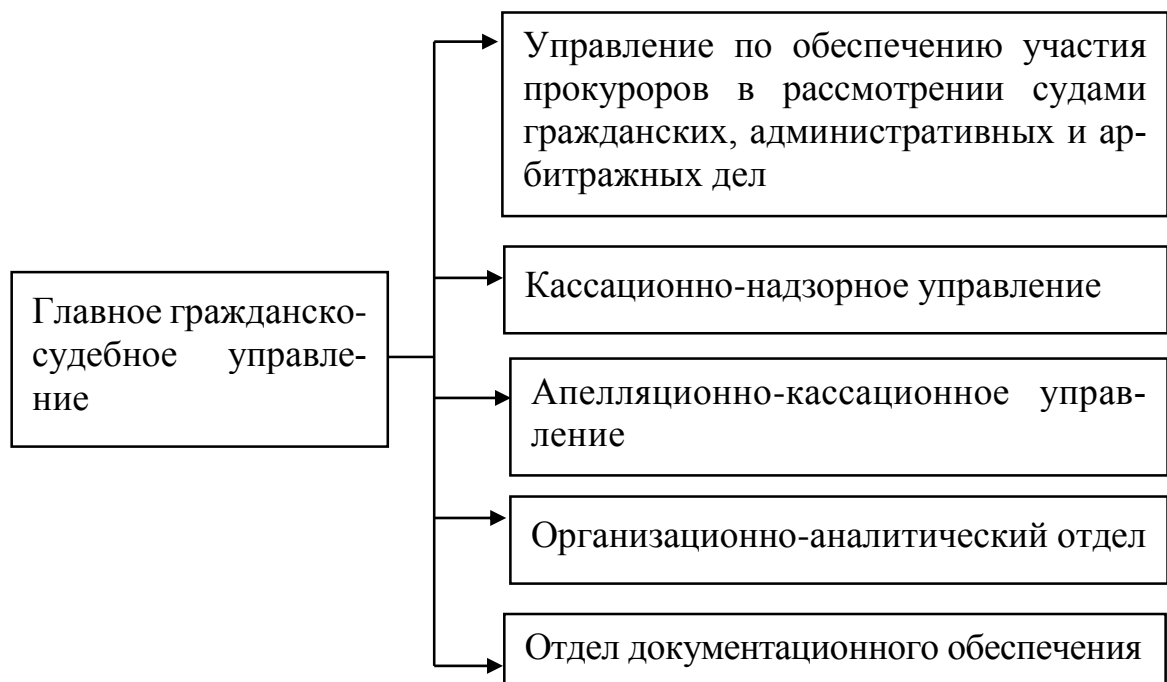 Управление по обеспечению участия
прокуроров в рассмотрении судами
гражданских, административных и ар-
битражных дел
Кассационно-надзорное управление
Главное гражданско-
судебное управле-
ние
Апелляционно-кассационное управ-
ление
Организационно-аналитический отдел
Отдел документационного обеспечения